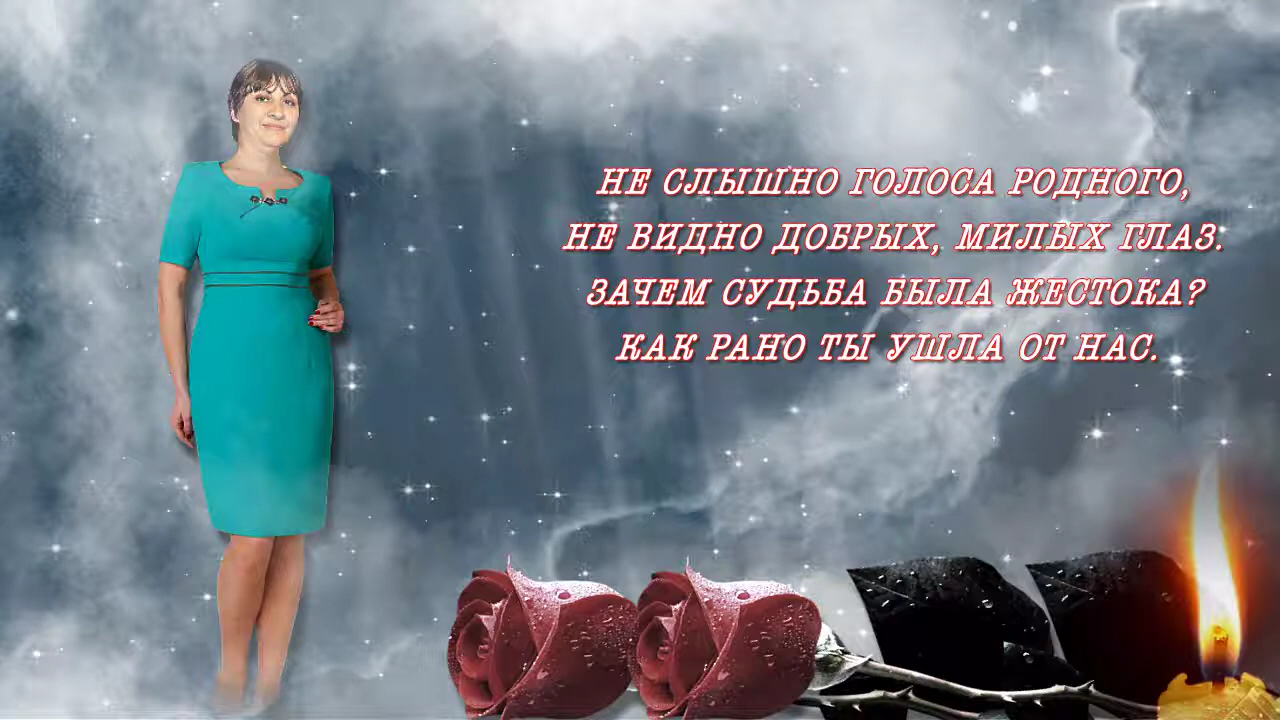 НЕ СЛЫШНО ГОЛОСА РОДНОГО,
НЕ ВИДНО ДОБРЫХ, МИЛЫХ ГЛАЗ.
ЗАЧЕМ СУДЬБА БЫЛА ЖЕСТОКА?
КАК РАНО ТЫ УШЛА ОТ НАС.